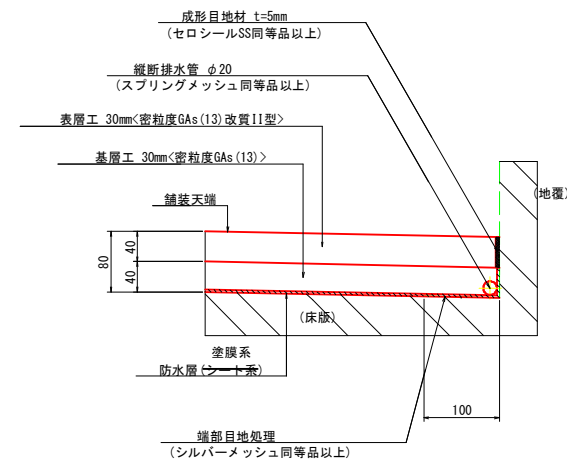 成形目地材 t=5mm
(セロシールSS同等品以上)
縦断排水管 φ20
(スプリングメッシュ同等品以上)
表層工 30mm<密粒度GAs(13)改質II型>
基層工 30mm<密粒度GAs(13)>
(地覆)
舗装天端
80
40
40
(床版)
塗膜系
防水層(シート系)
100
端部目地処理
(シルバーメッシュ同等品以上)